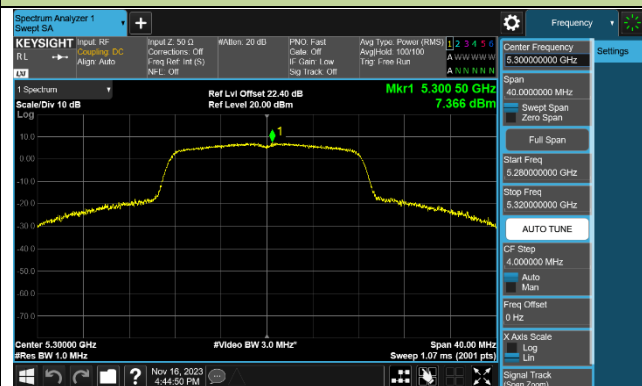 Spectrum Analyzer 1
Swept SA
+
Frequency
KEYSIGHT
RL
LXI
Input: RF
Coupling: DC
Align: Auto
Input Z: 50 Ω
Corrections: Off
Freq Ref: Int (S)
NFE: Off
#Atten: 20 dB
PNO: Fast
Gate: Off
IF Gain: Low
Sig Track: Off
Avg Type: Power (RMS)
Avg|Hold: 100/100
Trig: Free Run
1 2 3 4 5 6
A W W W W W
A N N N N N
1 Spectrum
Scale/Div 10 dB
Log
Ref Lvl Offset 22.40 dB
Ref Level 20.00 dBm
Mkr1 5.300 50 GHz
7.366 dBm
1
10.0
0.00
-10.0
-20.0
-30.0
-40.0
-50.0
-60.0
-70.0
Center 5.30000 GHz
#Res BW 1.0 MHz
#Video BW 3.0 MHz*
Span 40.00 MHz
Sweep 1.07 ms (2001 pts)
Center Frequency
5.300000000 GHz
Span
40.0000000 MHz
Swept Span
Zero Span
Full Span
Start Freq
5.280000000 GHz
Stop Freq
5.320000000 GHz
AUTO TUNE
CF Step
4.000000 MHz
Auto
Man
Freq Offset
0 Hz
X Axis Scale
Log
Lin
Signal Track
(Span Zoom)
Settings
?
Nov 16, 2023
4:44:50 PM